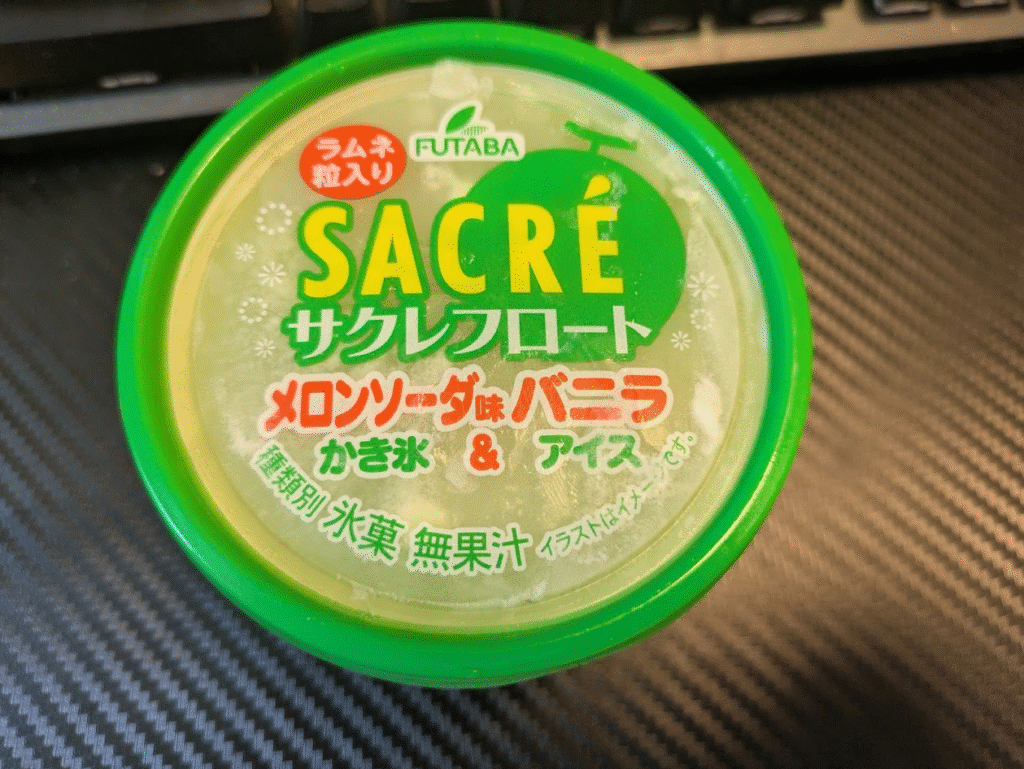 FUTABA
ラムネ
粒入り
SACRÉ
サクレフロート
メロンソーダ味バニラ
かき氷 & アイス
種類別 氷菓 無果汁 イラストはイメージです。